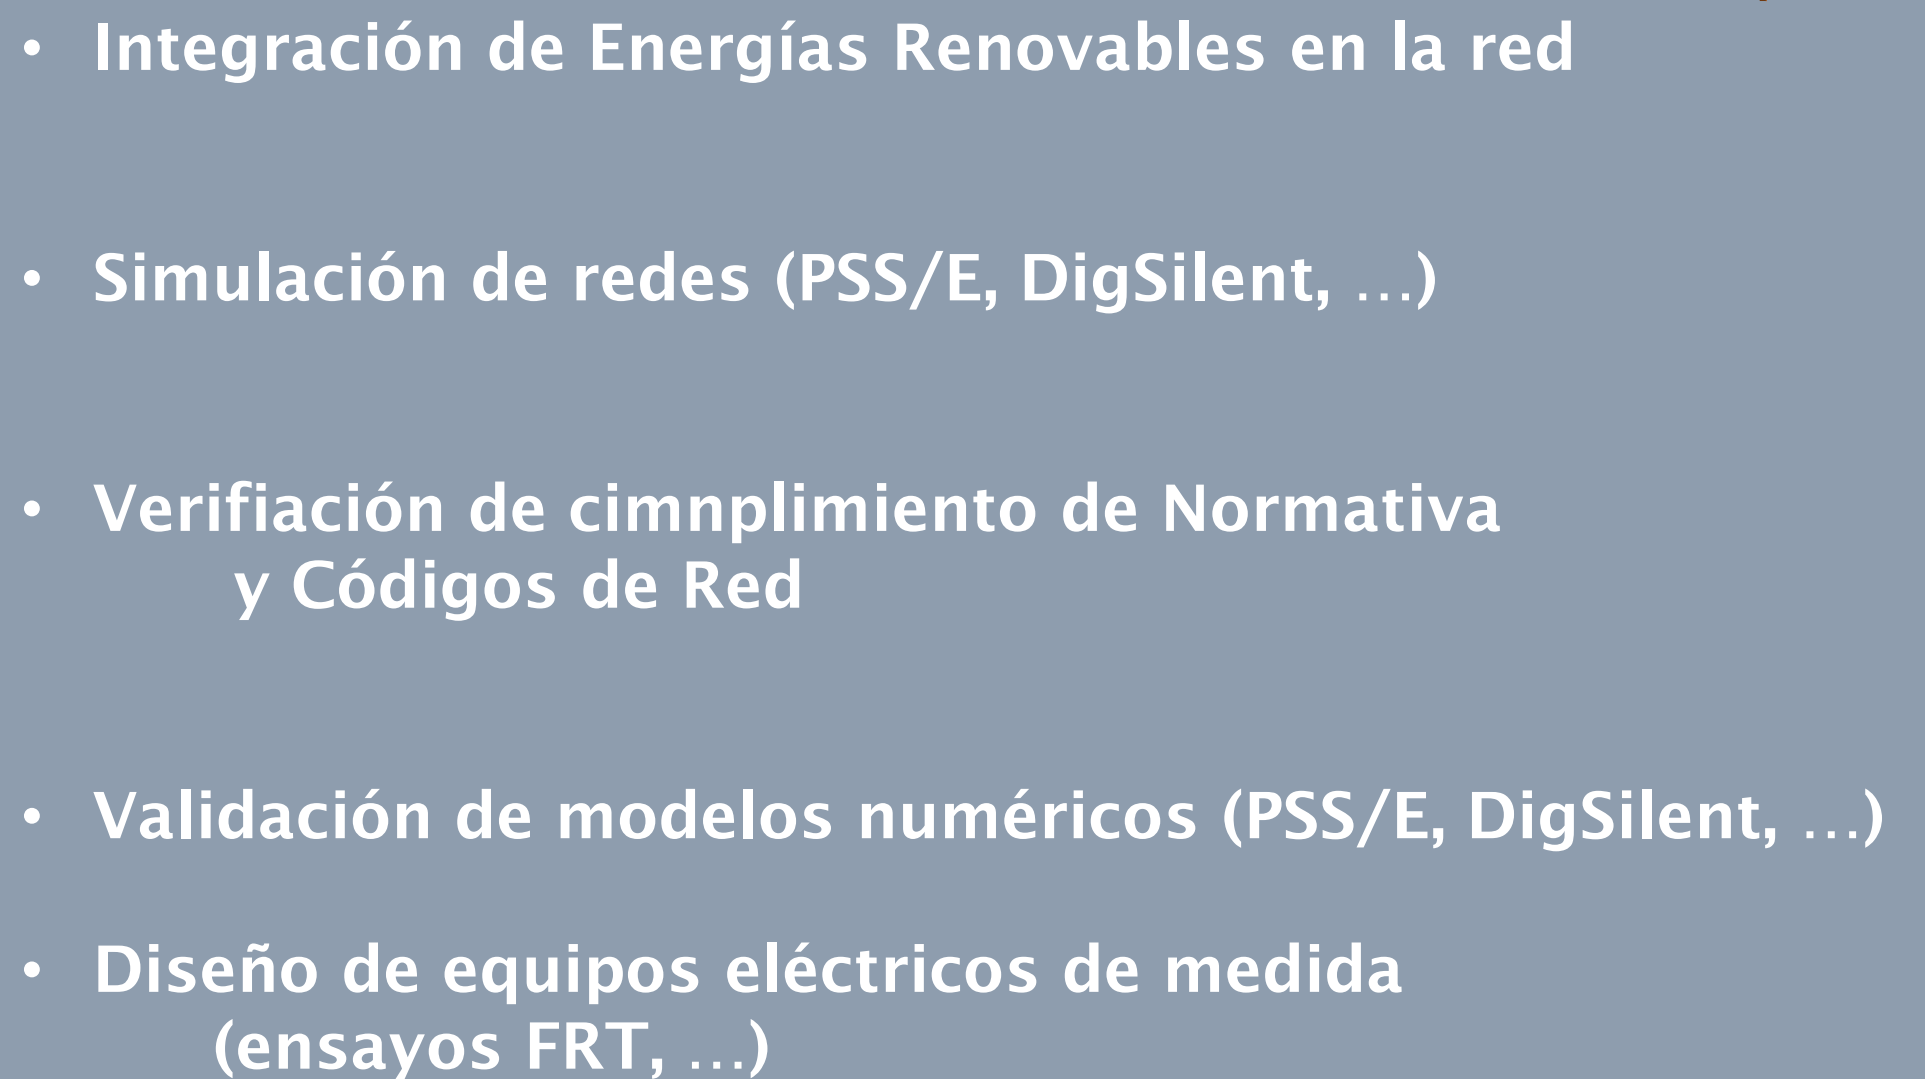 • Integración de Energías Renovables en la red
• Simulación de redes (PSS/E, DigSilent, …)
• Verifiación de cimnplimiento de Normativa
y Códigos de Red
• Validación de modelos numéricos (PSS/E, DigSilent, …)
• Diseño de equipos eléctricos de medida
(ensayos FRT, …)